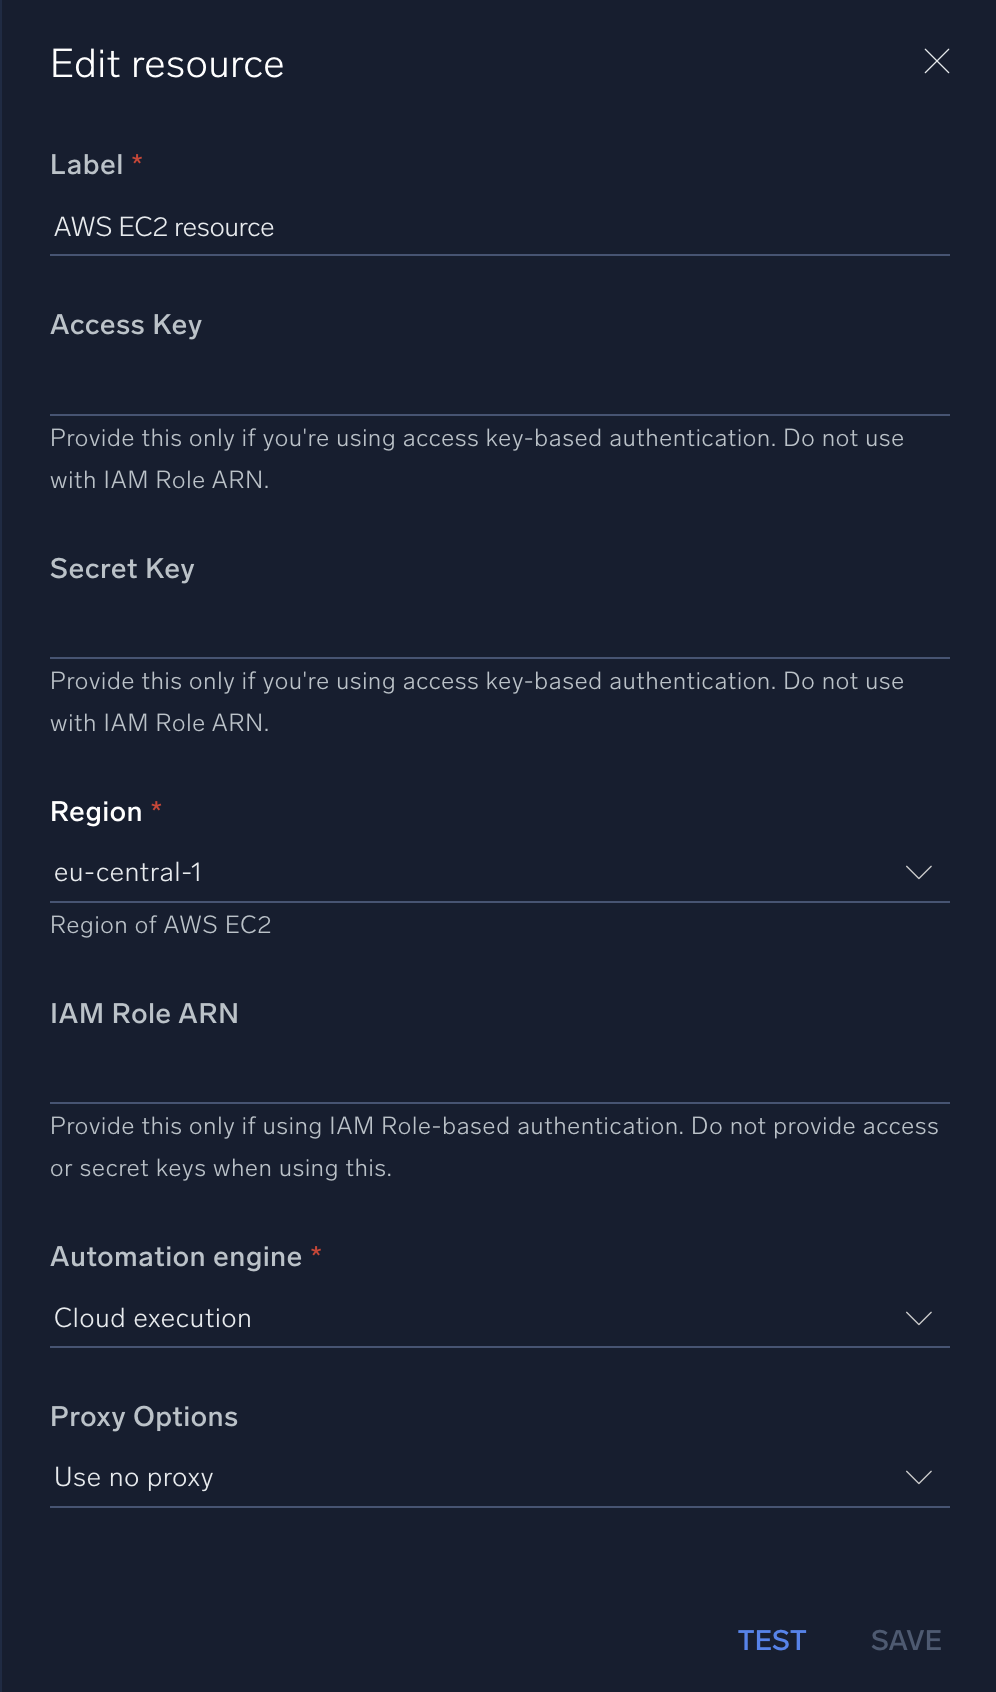 Edit resource
Label *
AWS EC2 resource
Access Key
Provide this only if you're using access key-based authentication. Do not use
with IAM Role ARN.
Secret Key
Provide this only if you're using access key-based authentication. Do not use
with IAM Role ARN.
Region *
eu-central-1
Region of AWS EC2
IAM Role ARN
Provide this only if using IAM Role-based authentication. Do not provide access
or secret keys when using this.
Automation engine *
Cloud execution
Proxy Options
Use no proxy
TEST SAVE